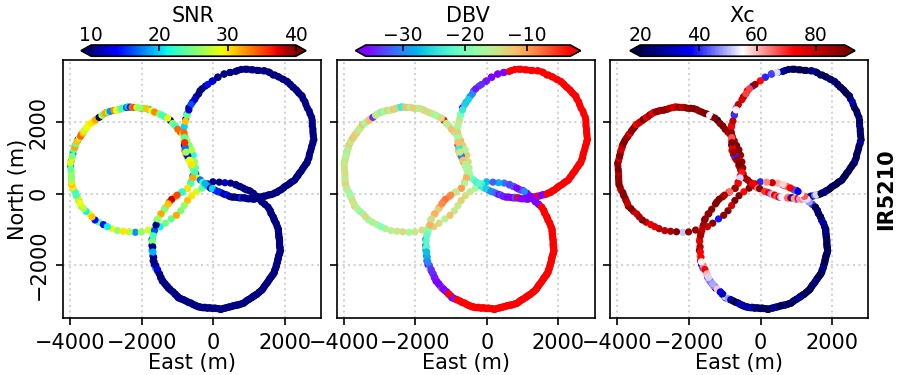 SNR DBV Xc
10 20 30 40 −30 −20 −10 20 40 60 80
2000
0
−2000
North (m)
IR5210
−4000 −2000 0 2000 −4000 −2000 0 2000 −4000 −2000 0 2000
East (m) East (m) East (m)